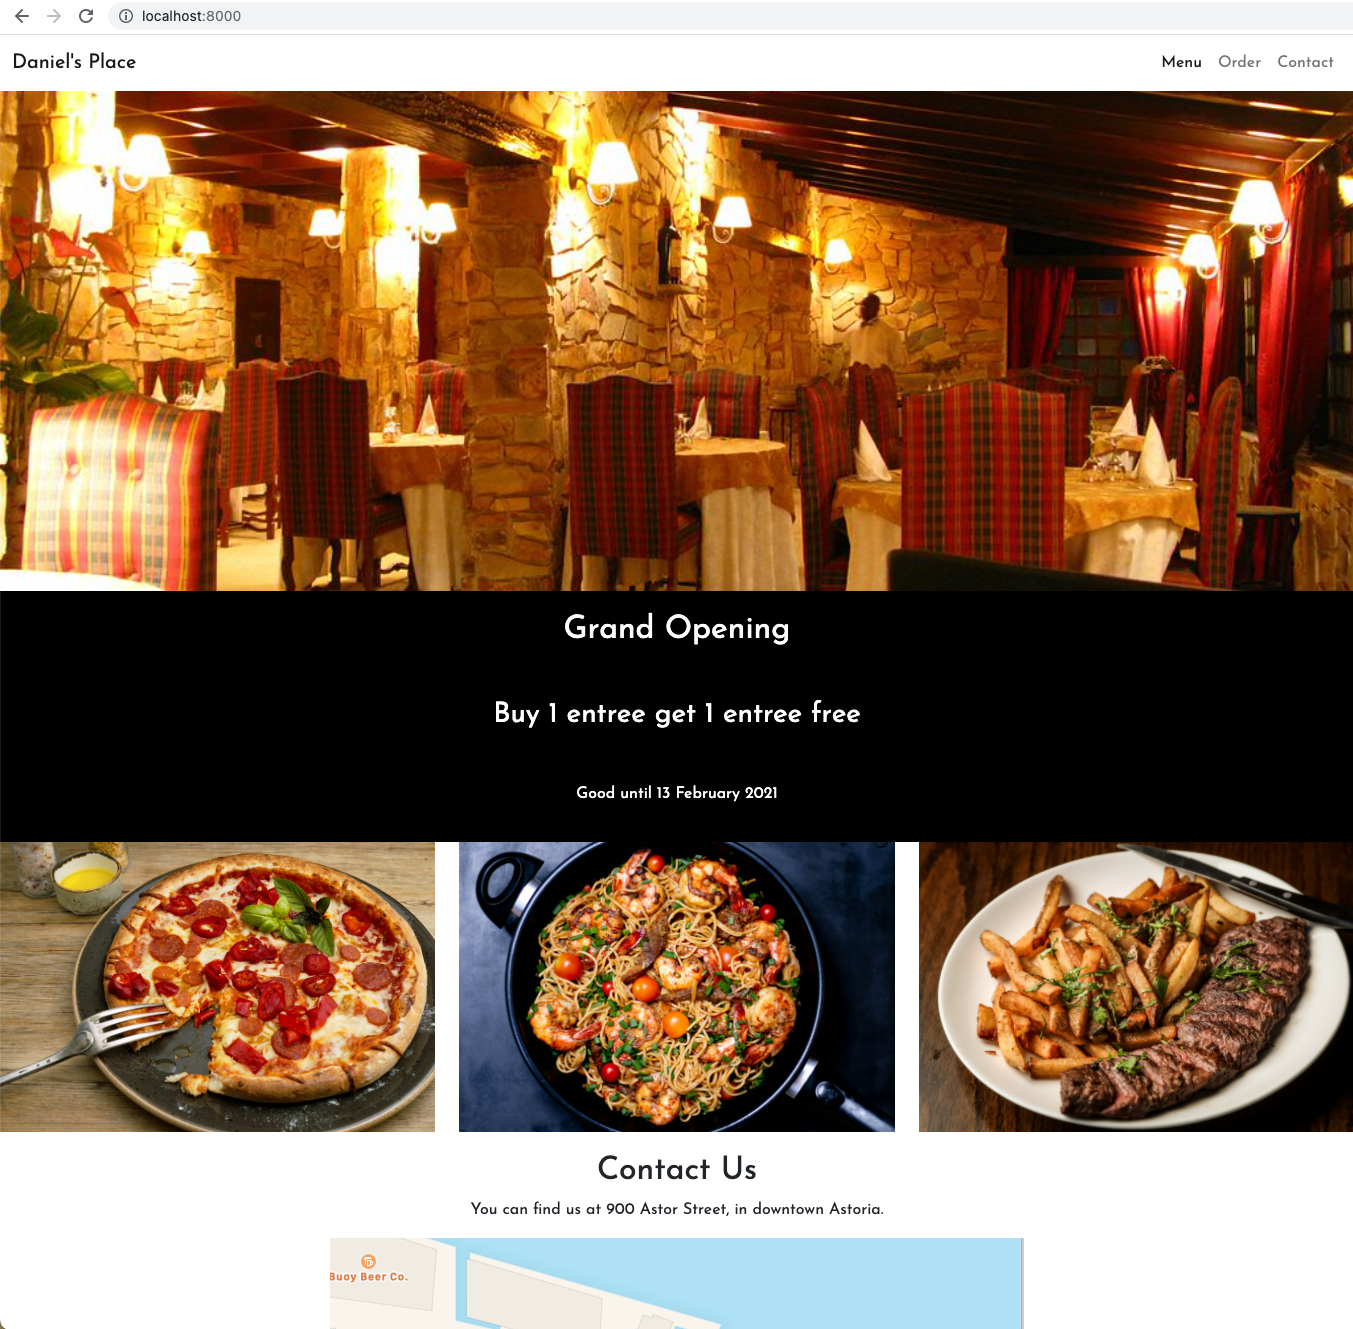 localhost:8000
Daniel's Place
Menu Order Contact
Grand Opening
Buy 1 entree get 1 entree free
Good until 13 February 2021
Contact Us
You can find us at 900 Astor Street, in downtown Astoria.
Buoy Beer Co.